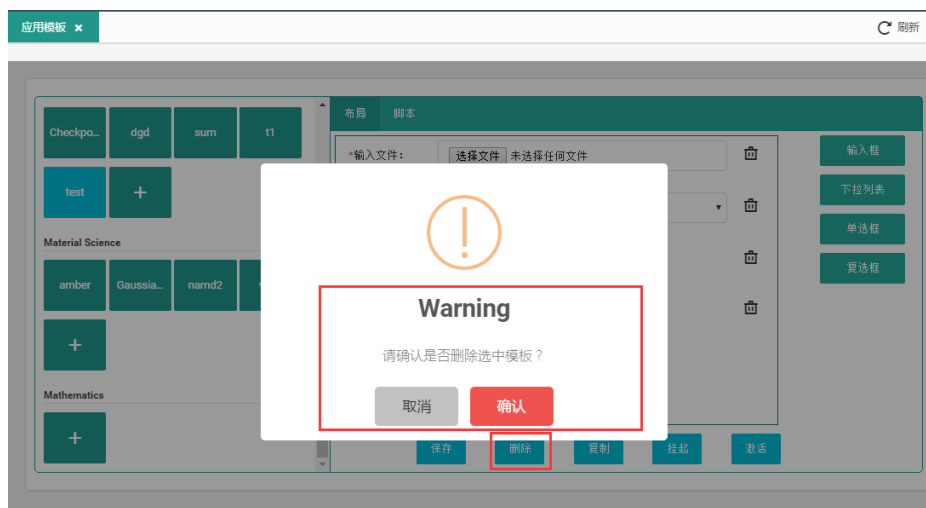 应用模板 ×
刷新
Checkpo...
dgd
sum
t1
test
+
Material Science
amber
Gaussia...
namd2
+
Mathematics
+
布局
脚本
*输入文件：
选择文件 未选择任何文件
输入框
下拉列表
单选框
复选框
Warning
请确认是否删除选中模板？
取消
确认
保存
删除
复制
挂起
激活